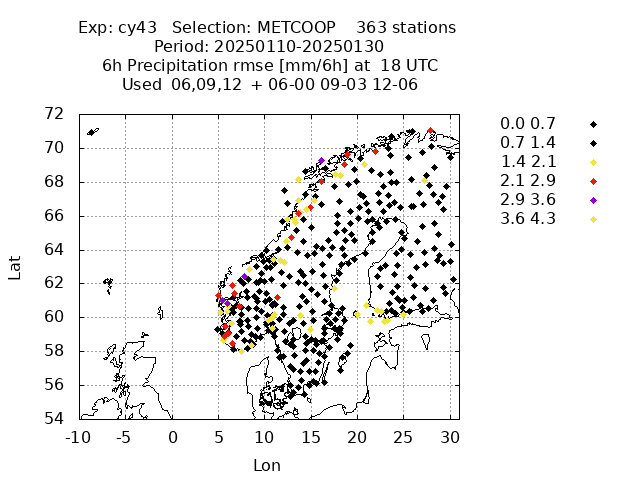 Exp: cy43   Selection: METCOOP    363 stations
Period: 20250110-20250130
6h Precipitation rmse [mm/6h] at  18 UTC
Used  06,09,12  + 06-00 09-03 12-06
72
70
68
66
64
62
60
58
56
54
Lat
-10 -5 0 5 10 15 20 25 30
Lon
0.0 0.7
0.7 1.4
1.4 2.1
2.1 2.9
2.9 3.6
3.6 4.3